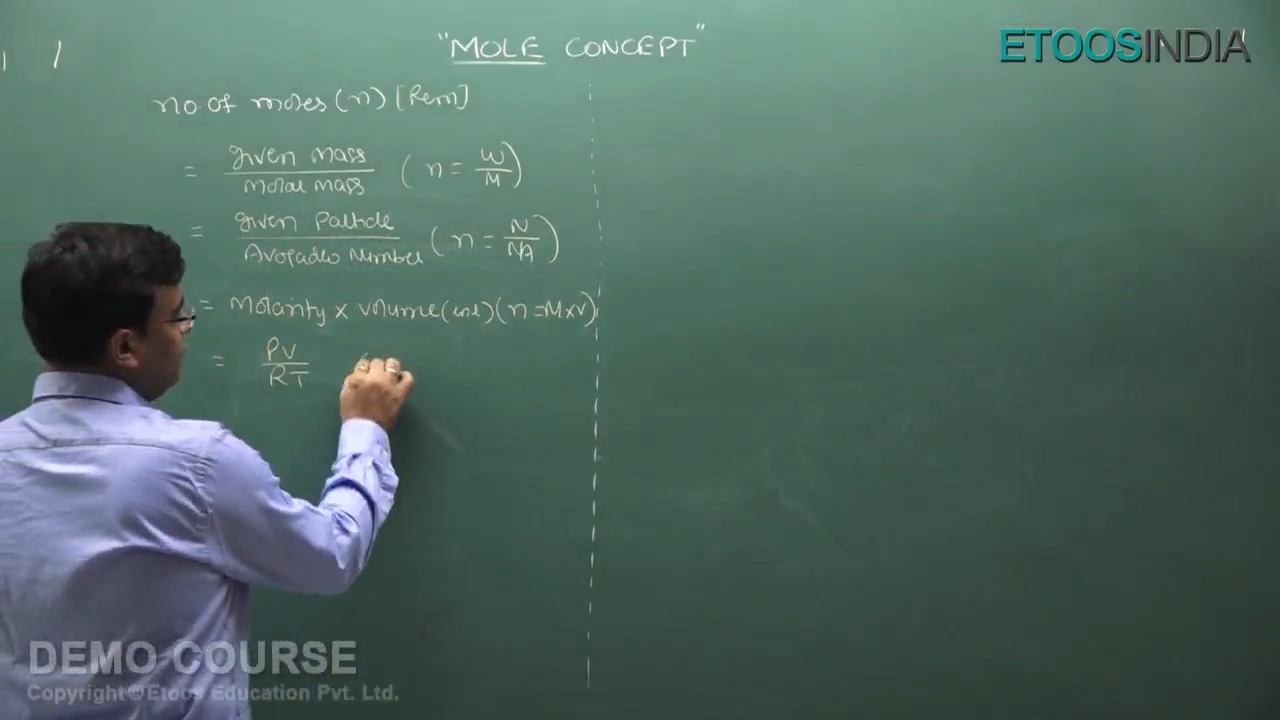 "MOLE CONCEPT"
ETOOSINDIA
no. of moles (n) [Rem]
= given mass / molar mass (n = W / M)
= given Particle / Avogadro Number (n = N / NA)
= Molarity x volume (in l) (n = M x V)
= PV / RT
DEMO COURSE
Copyright © Etoos Education Pvt. Ltd.